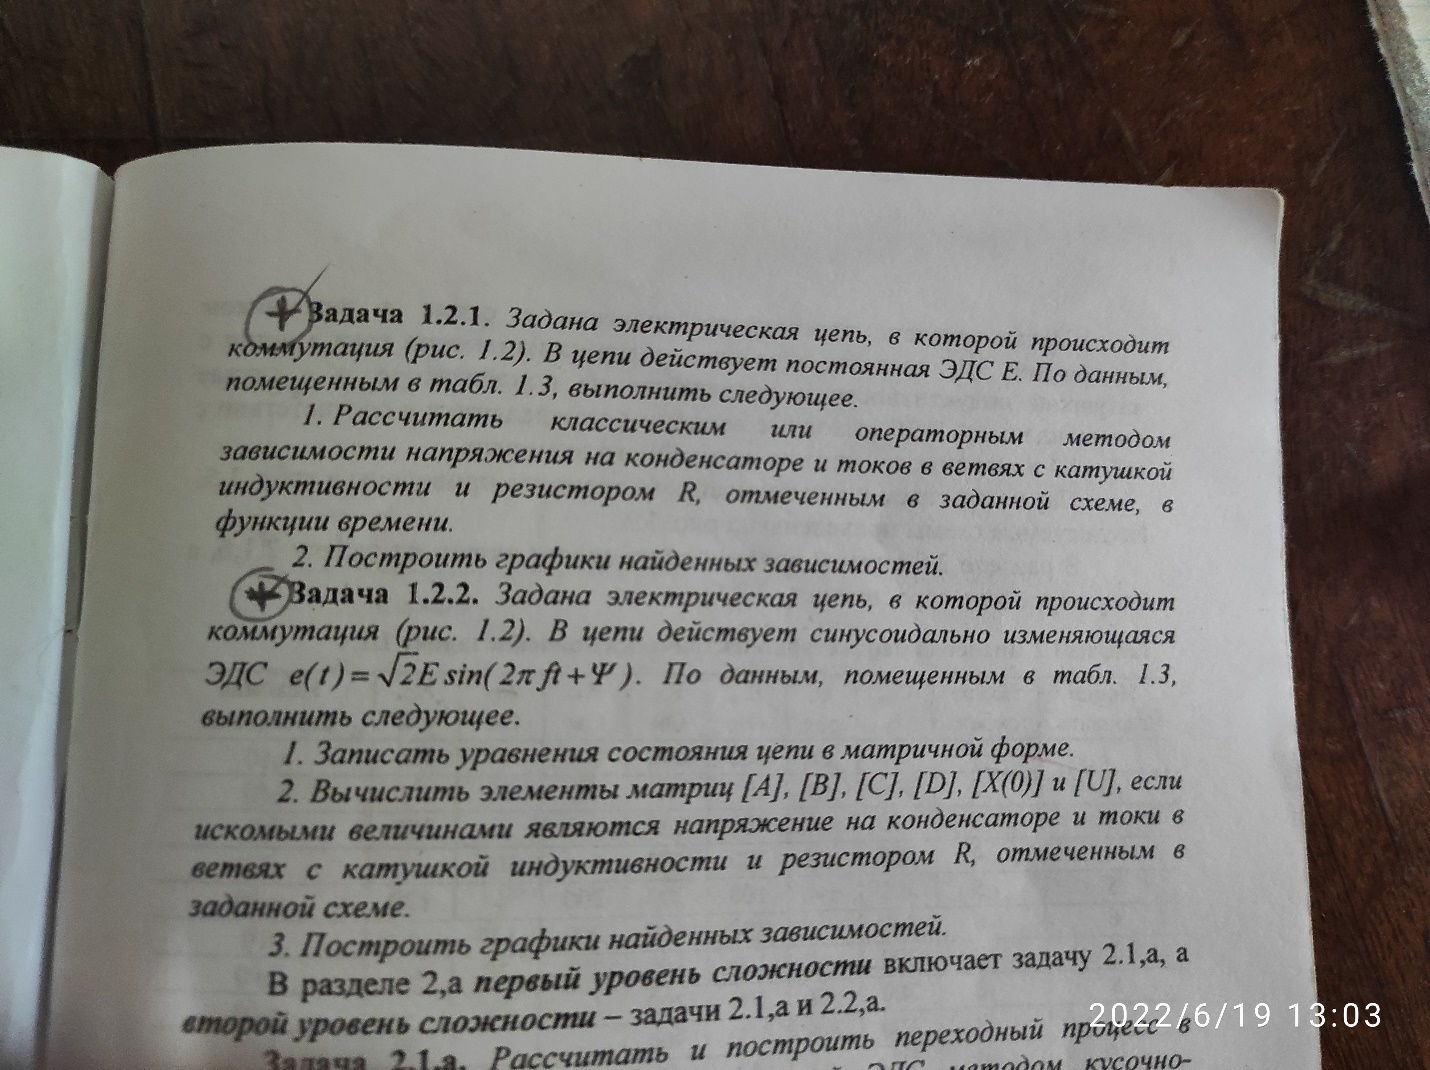 Задача 1.2.1. Задана электрическая цепь, в которой происходит
коммутация (рис. 1.2). В цепи действует постоянная ЭДС E. По данным,
помещенным в табл. 1.3, выполнить следующее.
1. Рассчитать классическим или операторным методом
зависимости напряжения на конденсаторе и токов в ветвях с катушкой
индуктивности и резистором R, отмеченным в заданной схеме, в
функции времени.
2. Построить графики найденных зависимостей.
Задача 1.2.2. Задана электрическая цепь, в которой происходит
коммутация (рис. 1.2). В цепи действует синусоидально изменяющаяся
ЭДС e(t)=√2E sin(2πft+Ψ). По данным, помещенным в табл. 1.3,
выполнить следующее.
1. Записать уравнения состояния цепи в матричной форме.
2. Вычислить элементы матриц [A], [B], [C], [D], [X(0)] и [U], если
искомыми величинами являются напряжение на конденсаторе и токи в
ветвях с катушкой индуктивности и резистором R, отмеченным в
заданной схеме.
3. Построить графики найденных зависимостей.
В разделе 2,а первый уровень сложности включает задачу 2.1,а, а
второй уровень сложности – задачи 2.1,а и 2.2,а.
Задача 2.1,а. Рассчитать и построить переходный процесс в
ЭДС методом кусочно-
2022/6/19 13:03